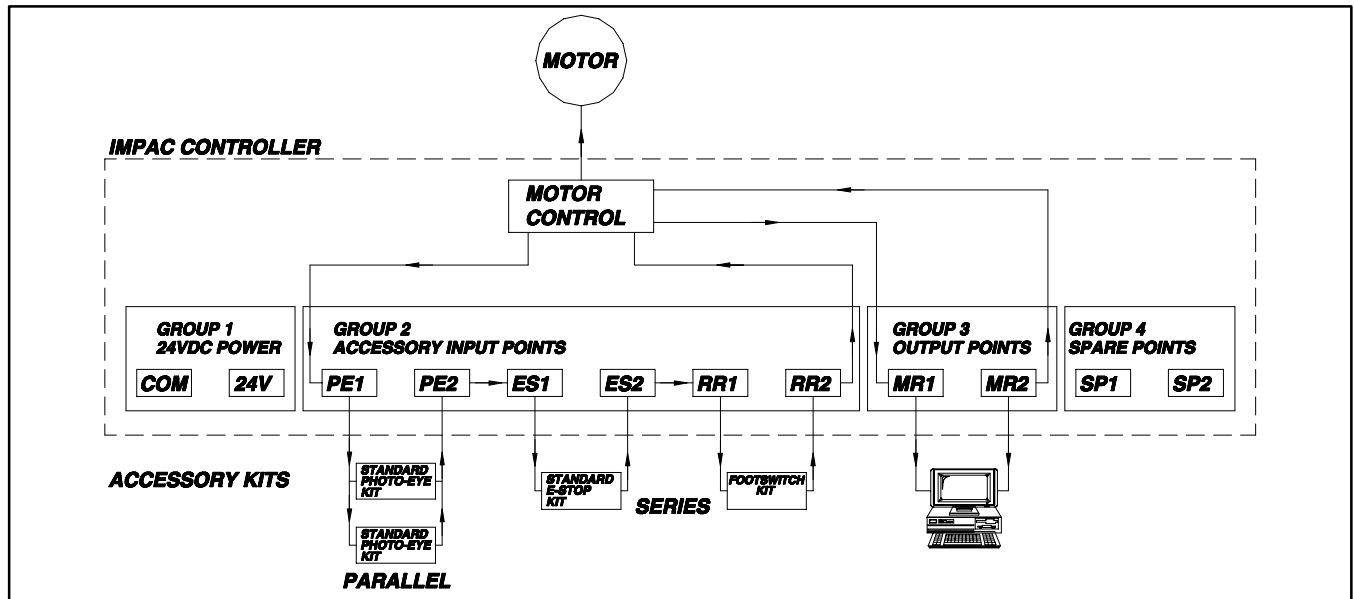 MOTOR
IMPAC CONTROLLER
MOTOR
CONTROL
GROUP 1
24VDC POWER
COM
24V
GROUP 2
ACCESSORY INPUT POINTS
PE1
PE2
ES1
ES2
RR1
RR2
GROUP 3
OUTPUT POINTS
MR1
MR2
GROUP 4
SPARE POINTS
SP1
SP2
ACCESSORY KITS
STANDARD
PHOTO-EYE
KIT
STANDARD
PHOTO-EYE
KIT
PARALLEL
STANDARD
E-STOP
KIT
SERIES
FOOTSWITCH
KIT